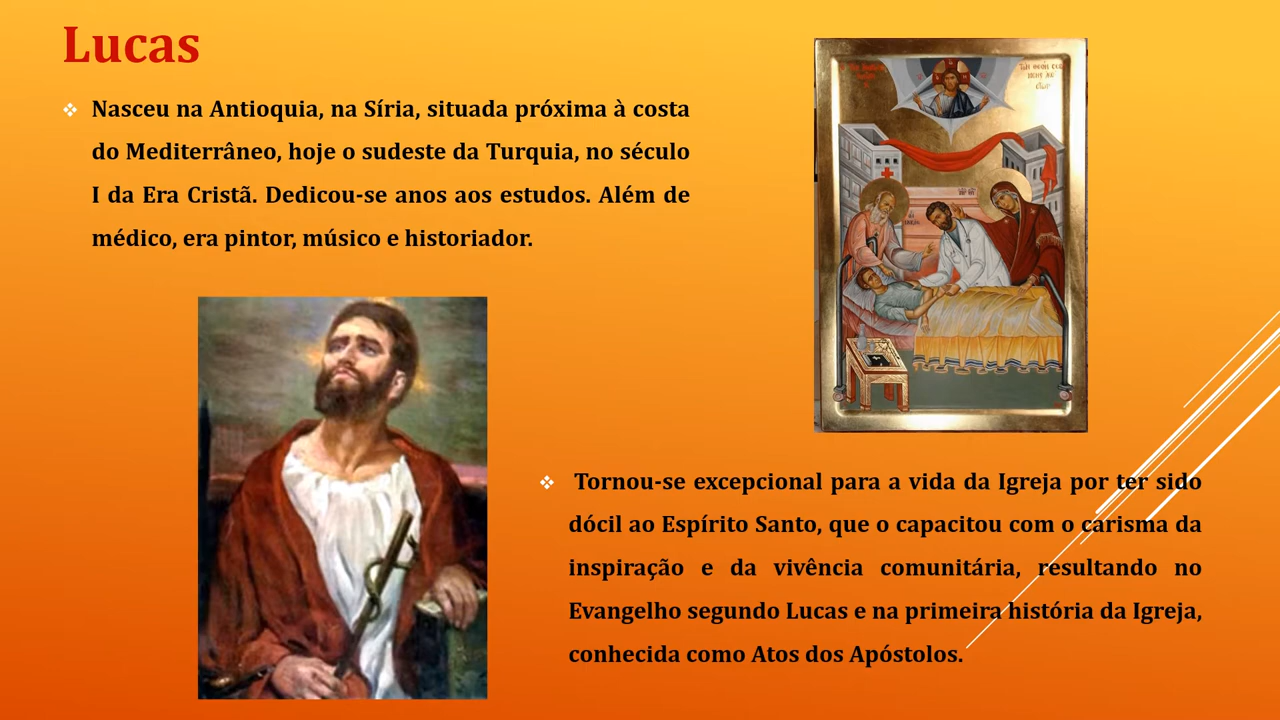 Lucas
Nasceu na Antioquia, na Síria, situada próxima à costa
do Mediterrâneo, hoje o sudeste da Turquia, no século
I da Era Cristã. Dedicou-se anos aos estudos. Além de
médico, era pintor, músico e historiador.
Tornou-se excepcional para a vida da Igreja por ter sido
dócil ao Espírito Santo, que o capacitou com o carisma da
inspiração e da vivência comunitária, resultando no
Evangelho segundo Lucas e na primeira história da Igreja,
conhecida como Atos dos Apóstolos.